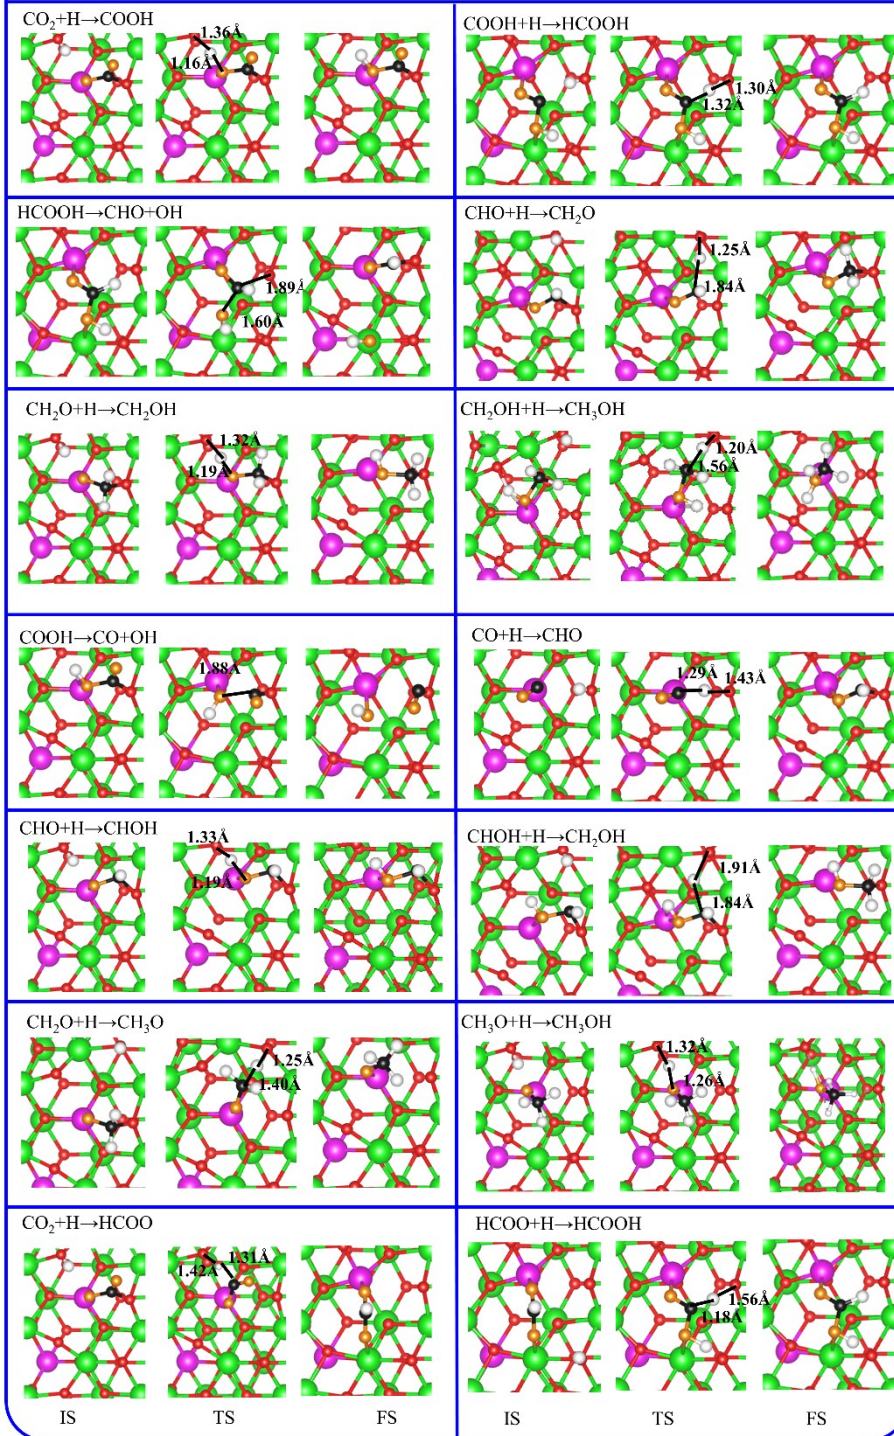 CO₂+H→COOH
1.36Å
1.16Å
COOH+H→HCOOH
1.30Å
1.32Å
HCOOH→CHO+OH
1.89Å
1.60Å
CHO+H→CH₂O
1.25Å
1.84Å
CH₂O+H→CH₂OH
1.32Å
1.19Å
CH₂OH+H→CH₃OH
1.20Å
1.56Å
COOH→CO+OH
1.88Å
CO+H→CHO
1.29Å
1.43Å
CHO+H→CHOH
1.33Å
1.19Å
CHOH+H→CH₂OH
1.91Å
1.84Å
CH₂O+H→CH₃O
1.25Å
1.40Å
CH₃O+H→CH₃OH
1.32Å
1.26Å
CO₂+H→HCOO
1.31Å
1.42Å
HCOO+H→HCOOH
1.56Å
1.18Å
IS TS FS IS TS FS